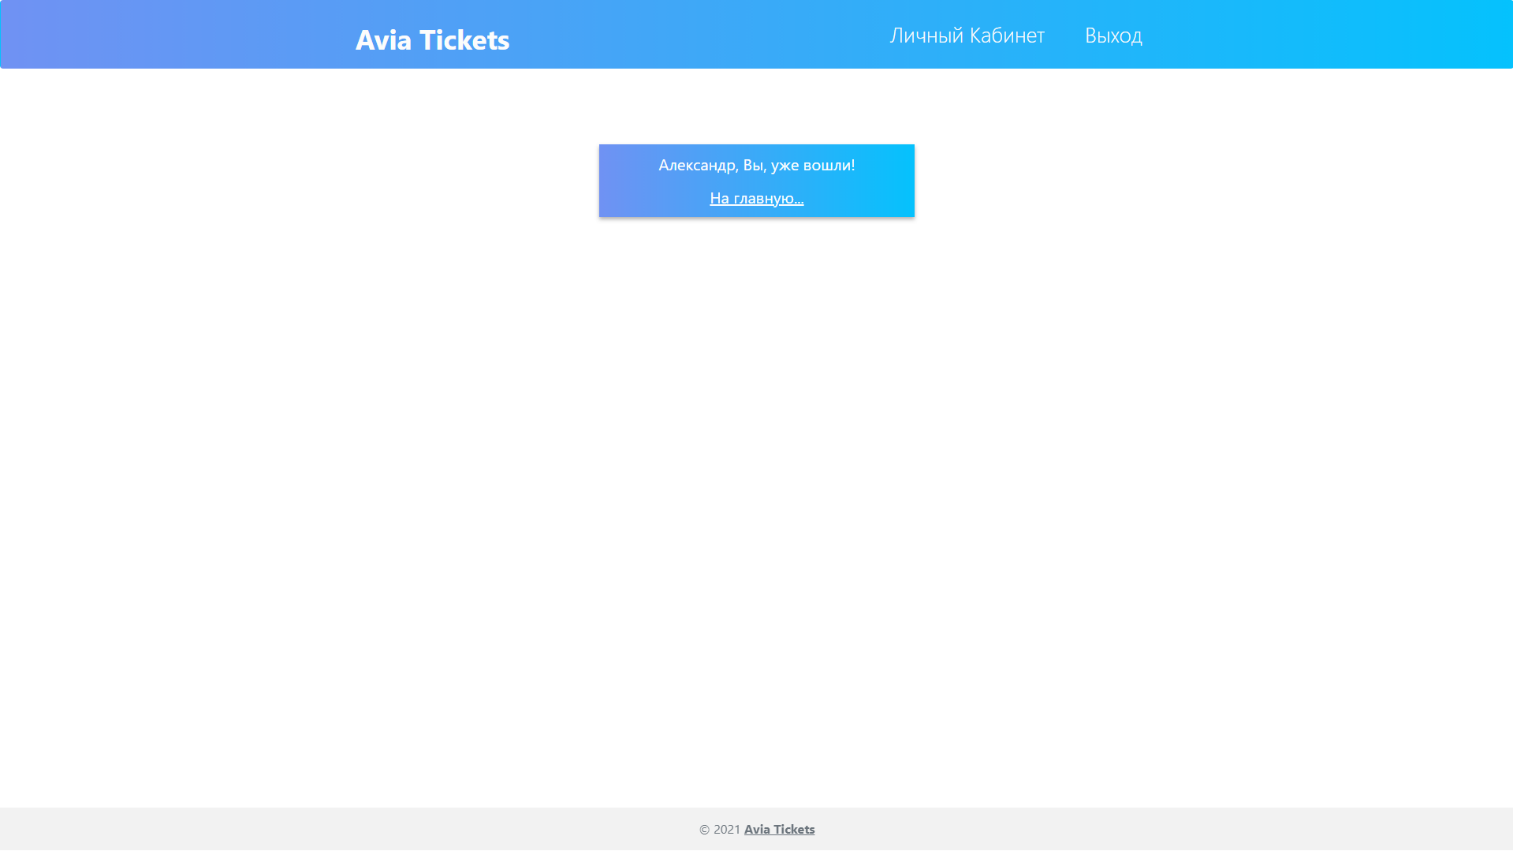 Avia Tickets
Личный Кабинет
Выход
Александр, Вы, уже вошли!
На главную...
© 2021 Avia Tickets